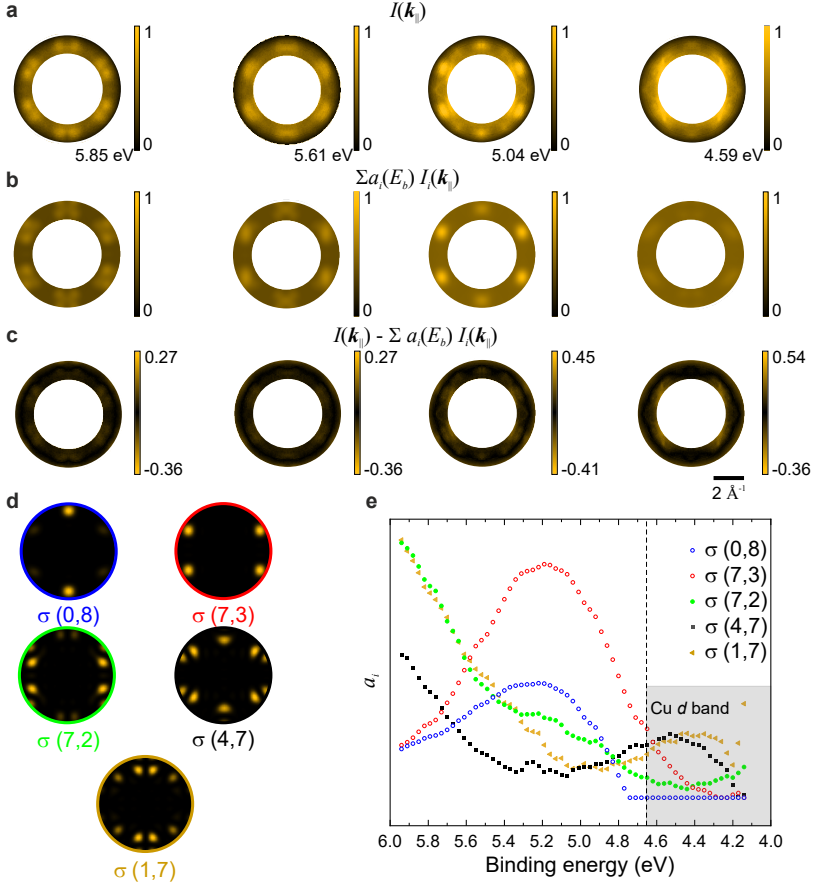 a
I(k∥)
1 1 1 1
0 0 0 0
5.85 eV 5.61 eV 5.04 eV 4.59 eV
b
Σaᵢ(E_b) Iᵢ(k∥)
1 1 1 1
0 0 0 0
c
I(k∥) - Σ aᵢ(E_b) Iᵢ(k∥)
0.27 0.27 0.45 0.54
-0.36 -0.36 -0.41 -0.36
2 Å⁻¹
d
σ (0,8)
σ (7,3)
σ (7,2)
σ (4,7)
σ (1,7)
e
σ (0,8)
σ (7,3)
σ (7,2)
σ (4,7)
σ (1,7)
Cu d band
aᵢ
6.0 5.8 5.6 5.4 5.2 5.0 4.8 4.6 4.4 4.2 4.0
Binding energy (eV)